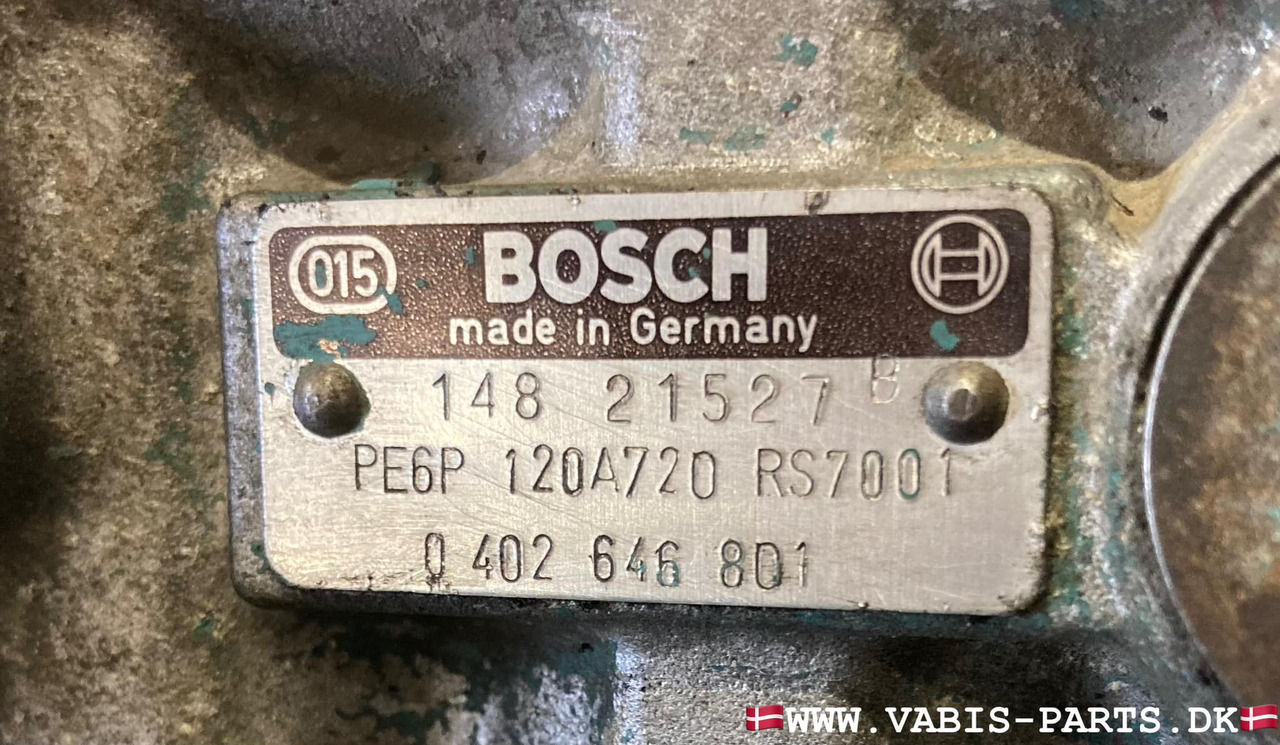 015 BOSCH
made in Germany
148 21527 B
PE6P 120A720 RS7001
0 402 646 801
WWW.VABIS-PARTS.DK